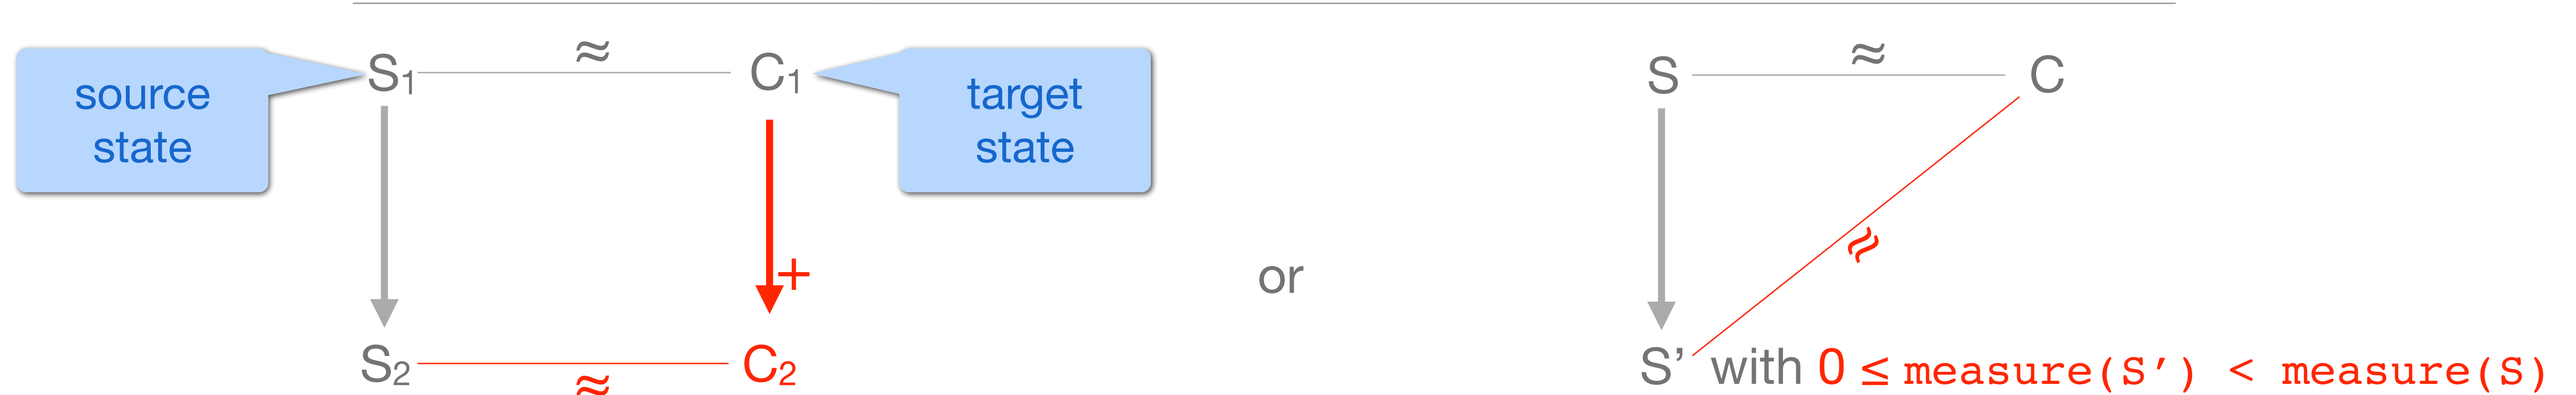 source
state
S₁ ≈ C₁
target
state
S ≈ C
+
or
≈
S₂ ≈ C₂
S’ with 0 ≤ measure(S’) < measure(S)